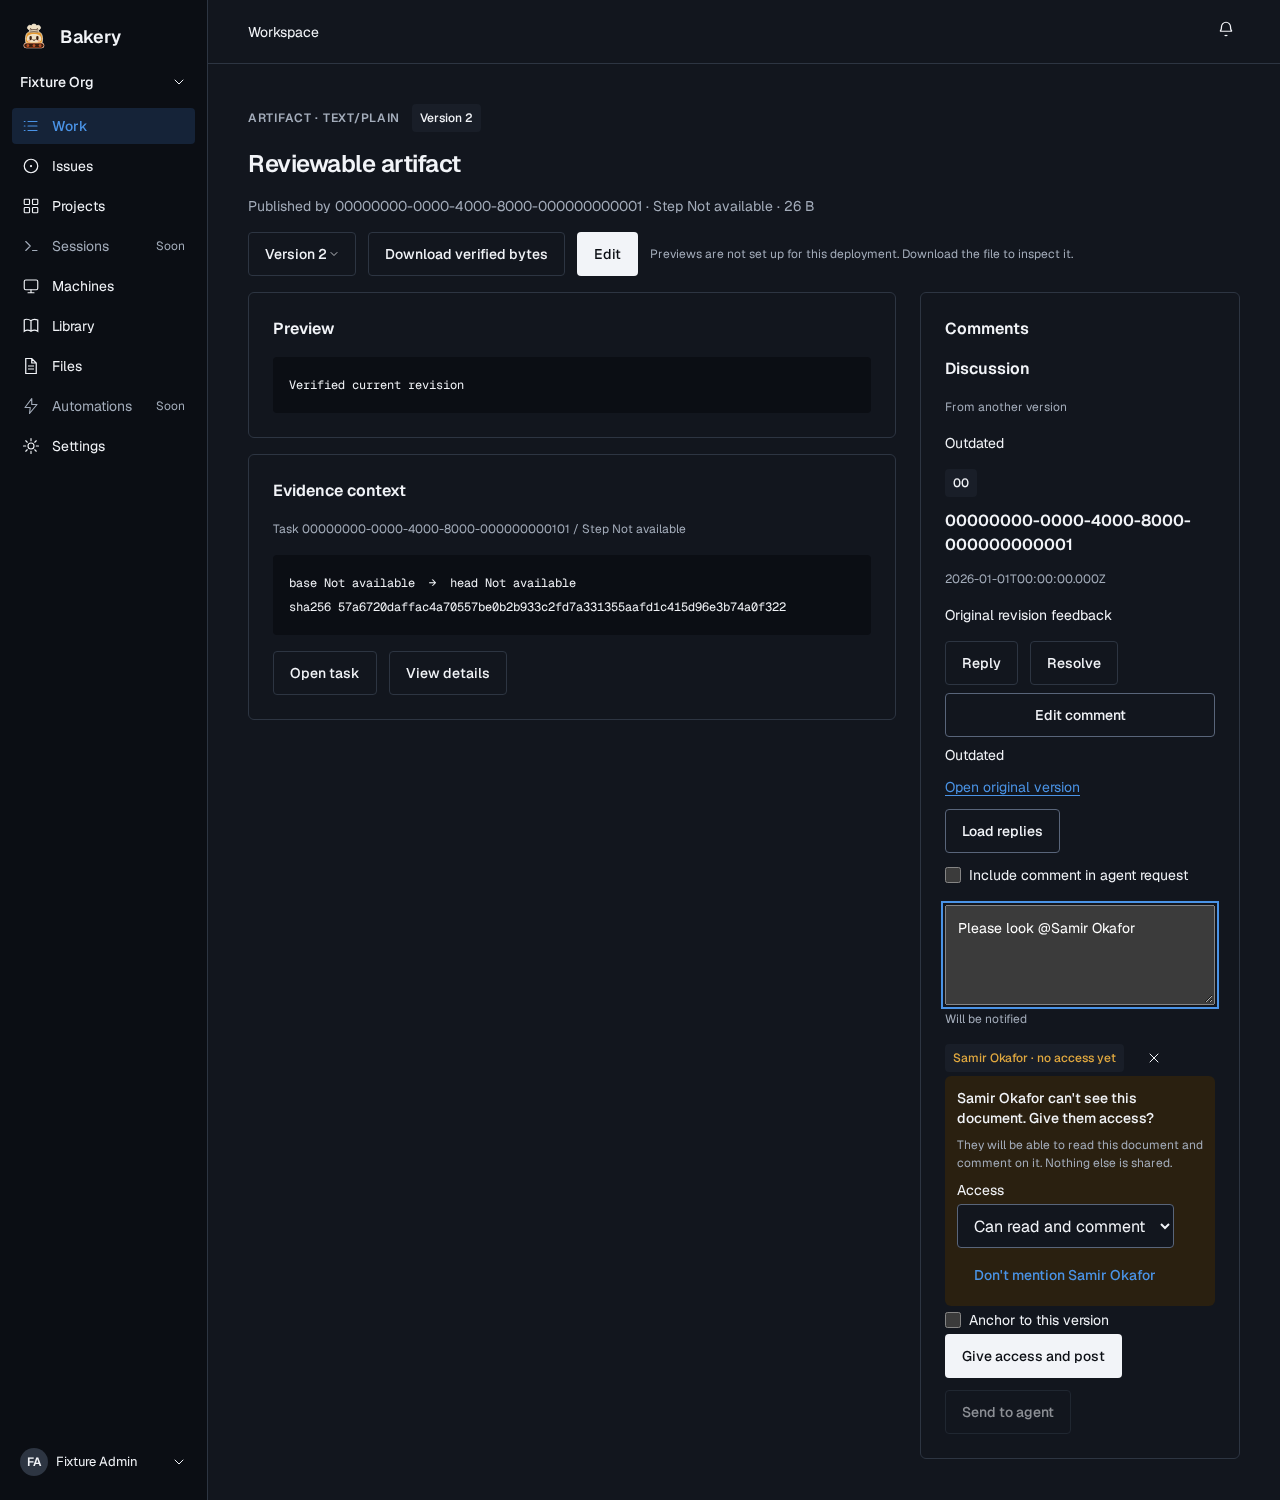 Bakery
Fixture Org
Work
Issues
Projects
Sessions Soon
Machines
Library
Files
Automations Soon
Settings
FA Fixture Admin
Workspace
ARTIFACT · TEXT/PLAIN Version 2
Reviewable artifact
Published by 00000000-0000-4000-8000-000000000001 · Step Not available · 26 B
Version 2 Download verified bytes Edit Previews are not set up for this deployment. Download the file to inspect it.
Preview
Verified current revision
Evidence context
Task 00000000-0000-4000-8000-000000000101 / Step Not available
base Not available → head Not available
sha256 57a6720daffac4a70557be0b2b933c2fd7a331355aafd1c415d96e3b74a0f322
Open task View details
Comments
Discussion
From another version
Outdated
00
00000000-0000-4000-8000-
000000000001
2026-01-01T00:00:00.000Z
Original revision feedback
Reply Resolve
Edit comment
Outdated
Open original version
Load replies
Include comment in agent request
Please look @Samir Okafor
Will be notified
Samir Okafor · no access yet
Samir Okafor can't see this
document. Give them access?
They will be able to read this document and
comment on it. Nothing else is shared.
Access
Can read and comment
Don't mention Samir Okafor
Anchor to this version
Give access and post
Send to agent